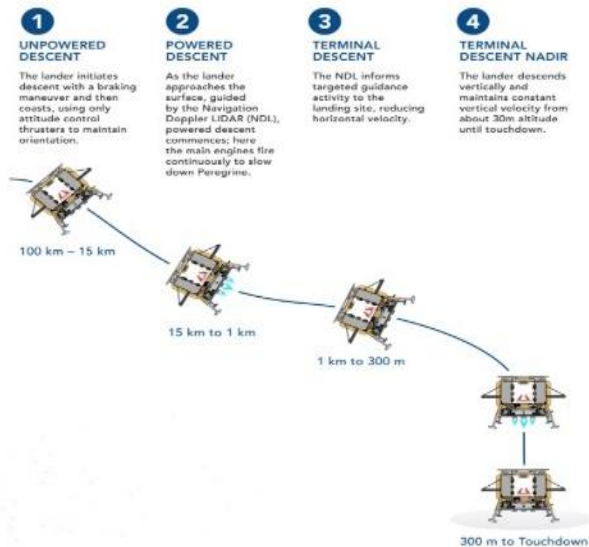 1
UNPOWERED
DESCENT
The lander initiates
descent with a braking
maneuver and then
coasts, using only
attitude control
thrusters to maintain
orientation.
2
POWERED
DESCENT
As the lander
approaches the
surface, guided
by the Navigation
Doppler LIDAR (NDL),
powered descent
commences; here
the main engines fire
continuously to slow
down Peregrine.
3
TERMINAL
DESCENT
The NDL informs
targeted guidance
activity to the
landing site, reducing
horizontal velocity.
4
TERMINAL
DESCENT NADIR
The lander descends
vertically and
maintains constant
vertical velocity from
about 30m altitude
until touchdown.
100 km – 15 km
15 km to 1 km
1 km to 300 m
300 m to Touchdown